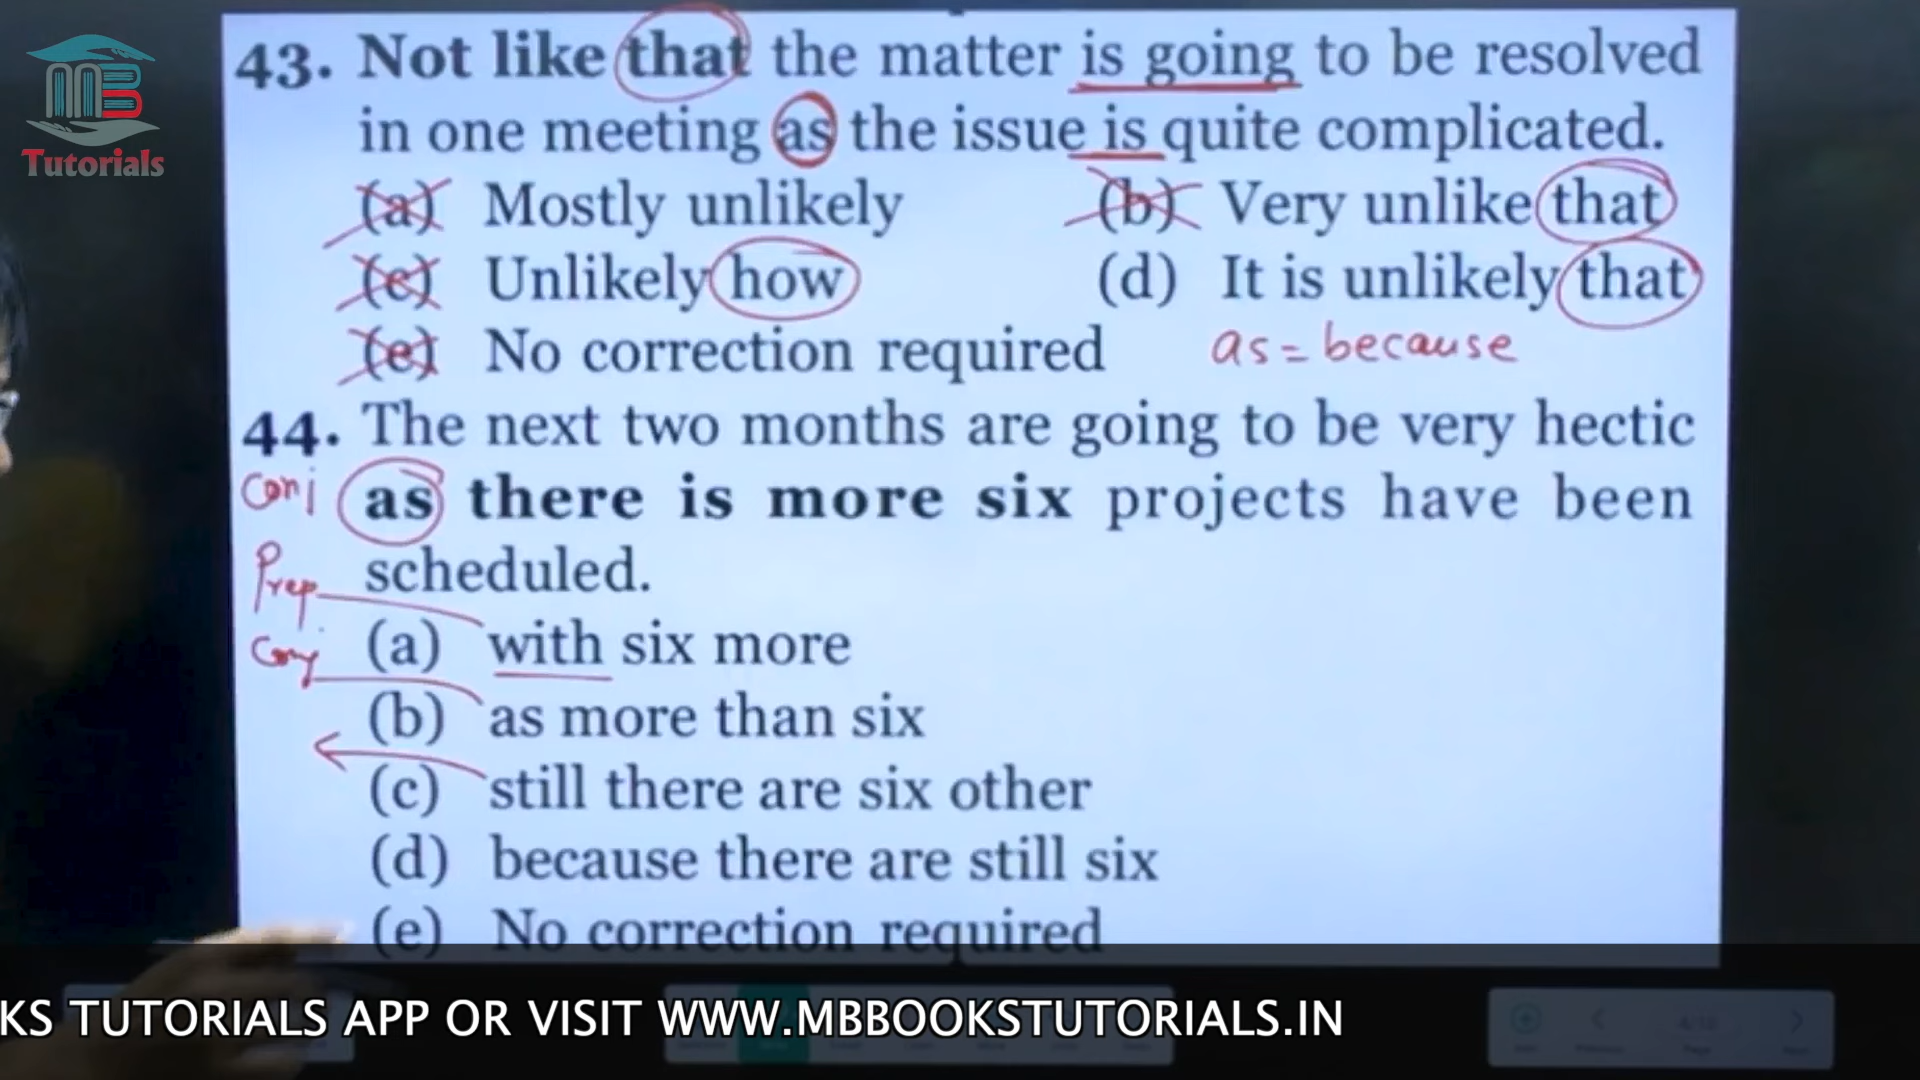 MB
Tutorials
43. Not like that the matter is going to be resolved
in one meeting as the issue is quite complicated.
(a) Mostly unlikely (b) Very unlike that
(c) Unlikely how (d) It is unlikely that
(e) No correction required as = because
44. The next two months are going to be very hectic
Conj as there is more six projects have been
Prep scheduled.
Conj (a) with six more
(b) as more than six
(c) still there are six other
(d) because there are still six
(e) No correction required
KS TUTORIALS APP OR VISIT WWW.MBBOOKSTUTORIALS.IN